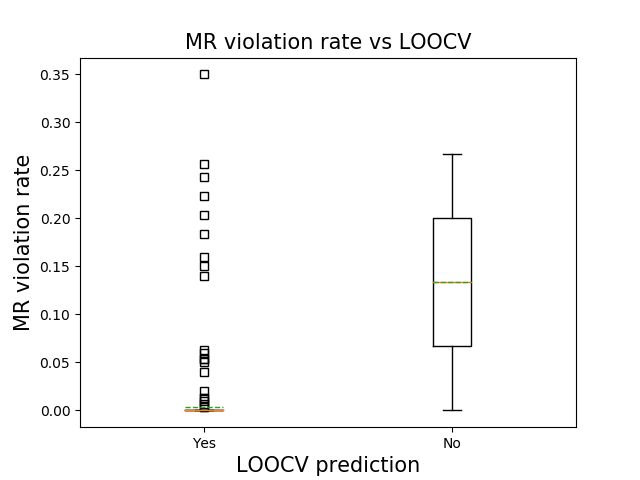 MR violation rate vs LOOCV
MR violation rate
0.35
0.30
0.25
0.20
0.15
0.10
0.05
0.00
Yes
No
LOOCV prediction